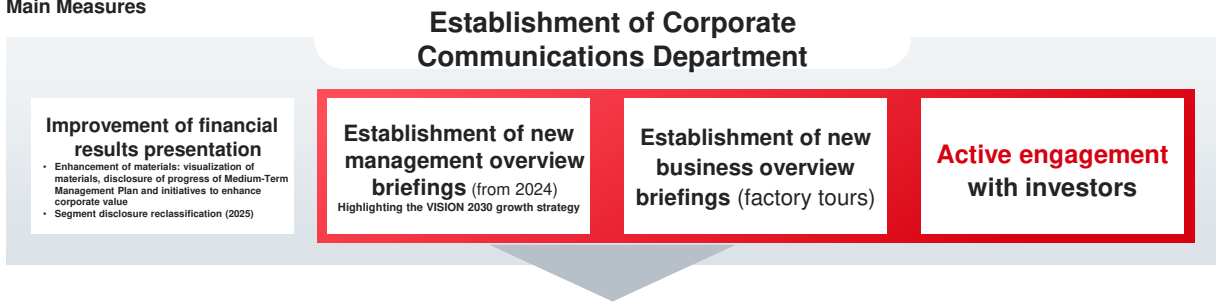 Main Measures
Establishment of Corporate
Communications Department
Improvement of financial
results presentation
• Enhancement of materials: visualization of
materials, disclosure of progress of Medium-Term
Management Plan and initiatives to enhance
corporate value
• Segment disclosure reclassification (2025)
Establishment of new
management overview
briefings (from 2024)
Highlighting the VISION 2030 growth strategy
Establishment of new
business overview
briefings (factory tours)
Active engagement
with investors